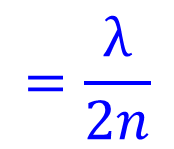 = λ/2n